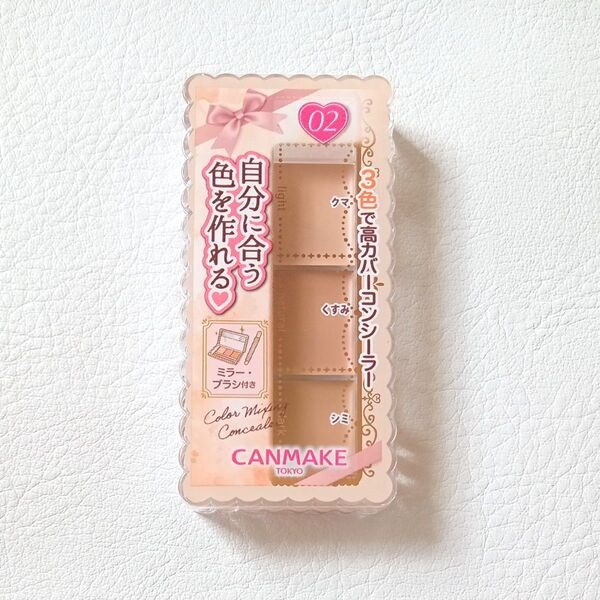 02
自分に合う
色を作れる
3色で高カバーコンシーラー
light
クマ
くすみ
シミ
ミラー・
ブラシ付き
Color Mixing
Concealer
CANMAKE
TOKYO